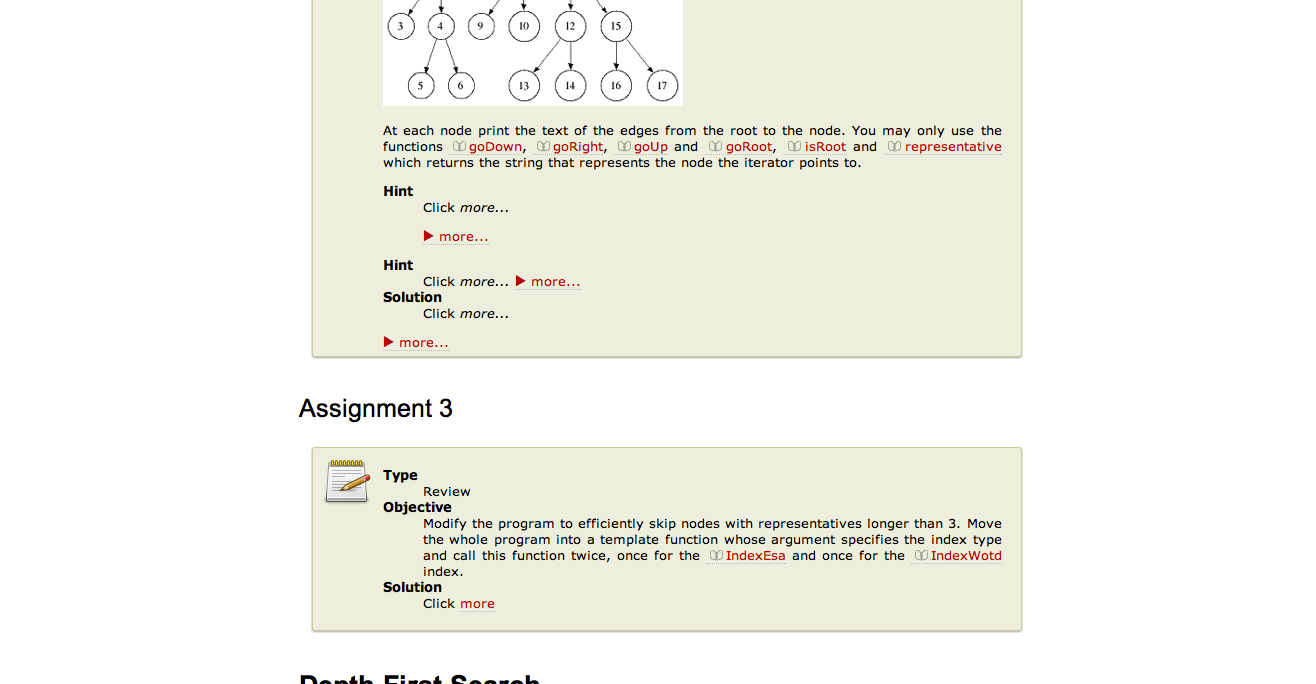 3 4 9 10 12 15
5 6 13 14 16 17
At each node print the text of the edges from the root to the node. You may only use the
functions goDown, goRight, goUp and goRoot, isRoot and representative
which returns the string that represents the node the iterator points to.
Hint
Click more...
more...
Hint
Click more... more...
Solution
Click more...
more...
Assignment 3
Type
Review
Objective
Modify the program to efficiently skip nodes with representatives longer than 3. Move
the whole program into a template function whose argument specifies the index type
and call this function twice, once for the IndexEsa and once for the IndexWotd
index.
Solution
Click more
Depth-First Search